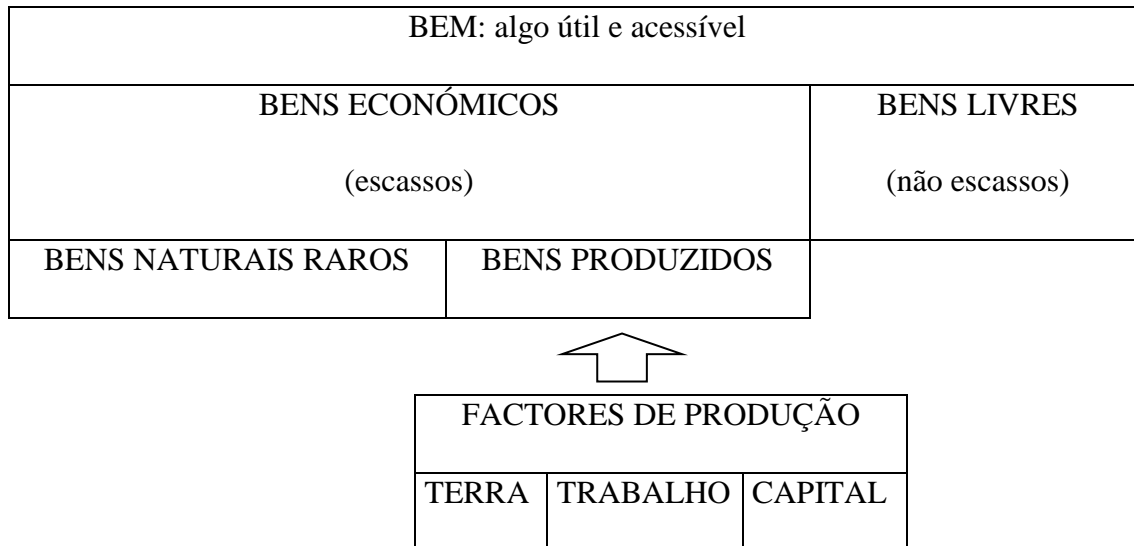 BEM: algo útil e acessível
BENS ECONÓMICOS
(escassos)
BENS LIVRES
(não escassos)
BENS NATURAIS RAROS
BENS PRODUZIDOS
FACTORES DE PRODUÇÃO
TERRA
TRABALHO
CAPITAL